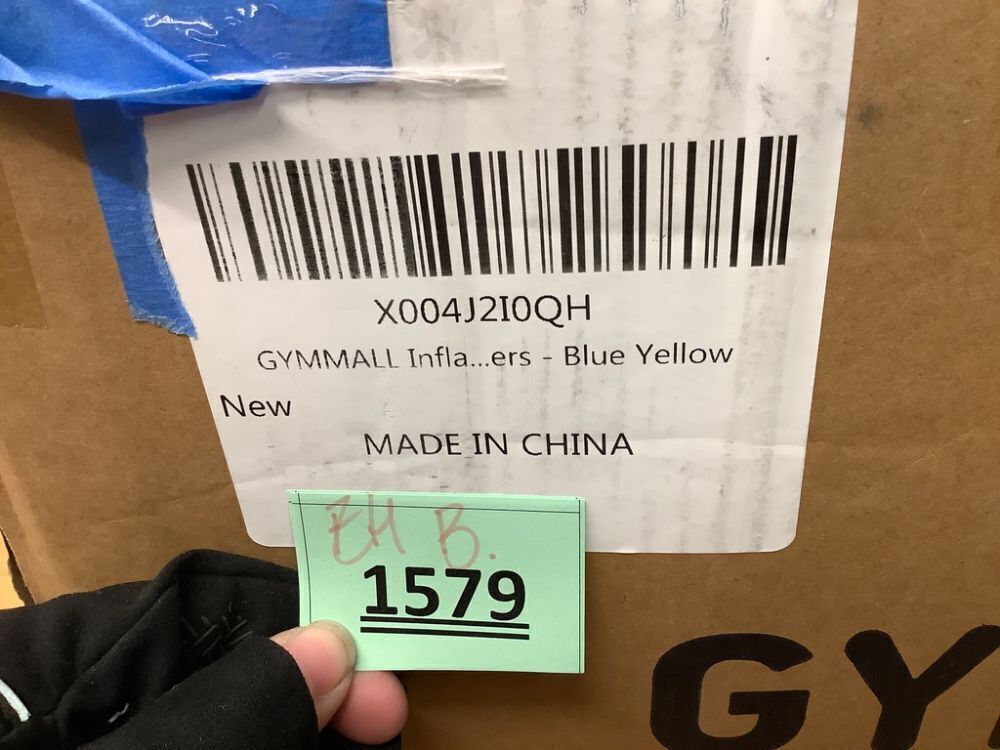 X004J2I0QH
GYMMALL Infla...ers - Blue Yellow
New
MADE IN CHINA
EH B.
1579
GY